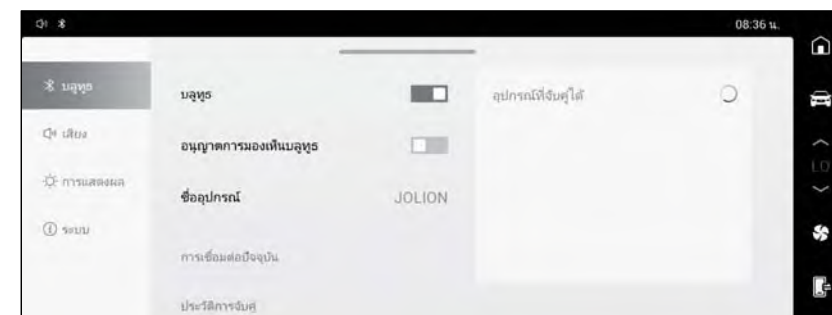 08:36 น.
บลูทูธ
เสียง
การแสดงผล
ระบบ
บลูทูธ
อนุญาตการมองเห็นบลูทูธ
ชื่ออุปกรณ์ JOLION
การเชื่อมต่อปัจจุบัน
ประวัติการจับคู่
อุปกรณ์ที่จับคู่ได้
LO